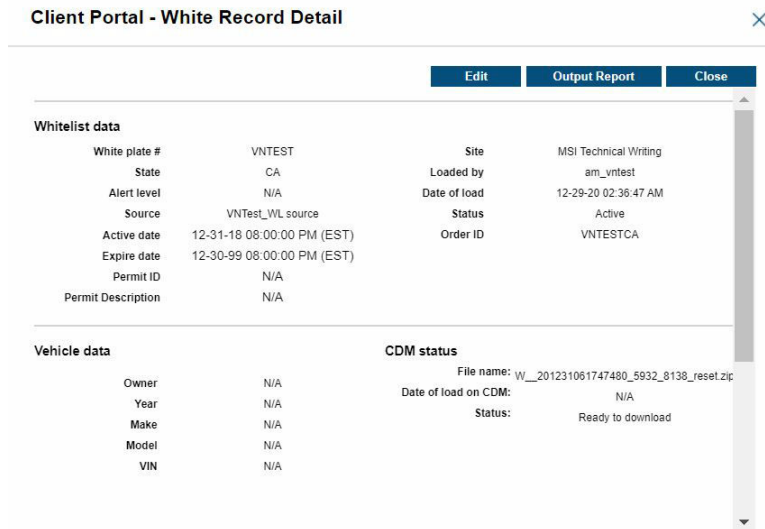 Client Portal - White Record Detail
Edit Output Report Close
Whitelist data
White plate # VNTEST Site MSI Technical Writing
State CA Loaded by am_vntest
Alert level N/A Date of load 12-29-20 02:36:47 AM
Source VNTest_WL source Status Active
Active date 12-31-18 08:00:00 PM (EST) Order ID VNTESTCA
Expire date 12-30-99 08:00:00 PM (EST)
Permit ID N/A
Permit Description N/A
Vehicle data CDM status
File name: W__201231061747480_5932_8138_reset.zip
Owner N/A
Date of load on CDM: N/A
Year N/A
Status: Ready to download
Make N/A
Model N/A
VIN N/A